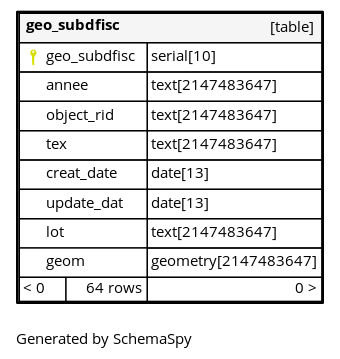 geo_subdfisc [table]
geo_subdfisc serial[10]
annee text[2147483647]
object_rid text[2147483647]
tex text[2147483647]
creat_date date[13]
update_dat date[13]
lot text[2147483647]
geom geometry[2147483647]
< 0 64 rows 0 >
Generated by SchemaSpy